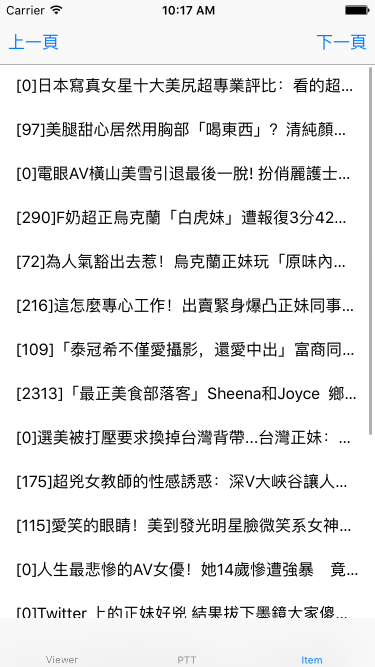 Carrier 10:17 AM
上一頁 下一頁
[0]日本寫真女星十大美尻超專業評比：看的超...
[97]美腿甜心居然用胸部「喝東西」？清純顏...
[0]電眼AV橫山美雪引退最後一脫! 扮俏麗護士...
[290]F奶超正烏克蘭「白虎妹」遭報復3分42...
[72]為人氣豁出去惹！烏克蘭正妹玩「原味內...
[216]這怎麼專心工作！出賣緊身爆凸正妹同事...
[109]「泰冠希不僅愛攝影，還愛中出」富商同...
[2313]「最正美食部落客」Sheena和Joyce 鄉...
[0]選美被打壓要求換掉台灣背帶...台灣正妹：...
[175]超兇女教師的性感誘惑：深V大峽谷讓人...
[115]愛笑的眼睛！美到發光明星臉微笑系女神...
[0]人生最悲慘的AV女優！她14歲慘遭強暴　竟...
[0]Twitter 上的正妹好兇 結果拔下墨鏡大家傻...
Viewer PTT Item